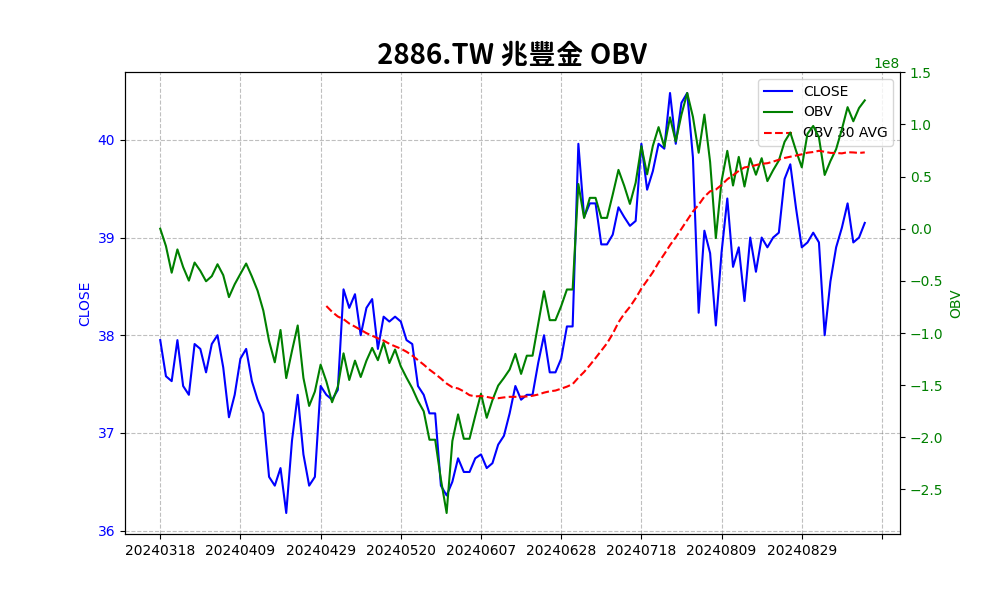 2886.TW 兆豐金 OBV
1e8
CLOSE
OBV
OBV 30 AVG
40
39
38
37
36
CLOSE
1.5
1.0
0.5
0.0
−0.5
−1.0
−1.5
−2.0
−2.5
OBV
20240318 20240409 20240429 20240520 20240607 20240628 20240718 20240809 20240829